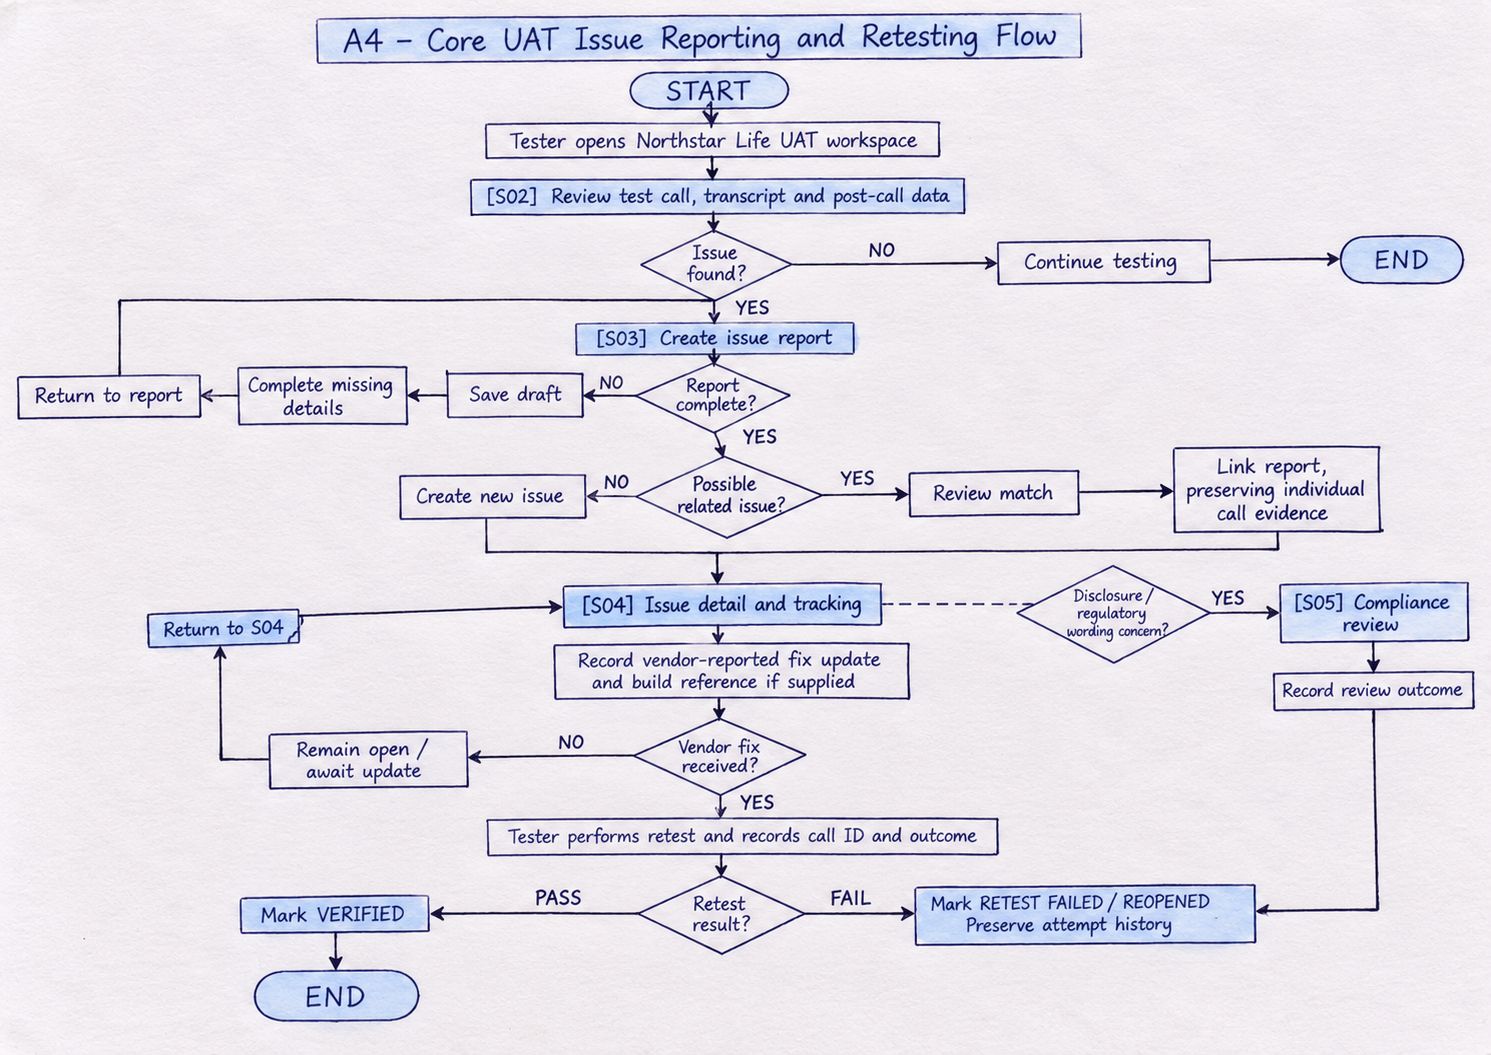 A4 – Core UAT Issue Reporting and Retesting Flow
START
Tester opens Northstar Life UAT workspace
[S02] Review test call, transcript and post-call data
Issue
found?
NO
Continue testing
END
YES
[S03] Create issue report
Return to report
Complete missing
details
Save draft
NO
Report
complete?
YES
Create new issue
NO
Possible
related issue?
YES
Review match
Link report,
preserving individual
call evidence
Return to S04
[S04] Issue detail and tracking
Disclosure/
regulatory
wording concern?
YES
[S05] Compliance
review
Record vendor-reported fix update
and build reference if supplied
Record review outcome
Remain open /
await update
NO
Vendor fix
received?
YES
Tester performs retest and records call ID and outcome
Mark VERIFIED
PASS
Retest
result?
FAIL
Mark RETEST FAILED / REOPENED
Preserve attempt history
END